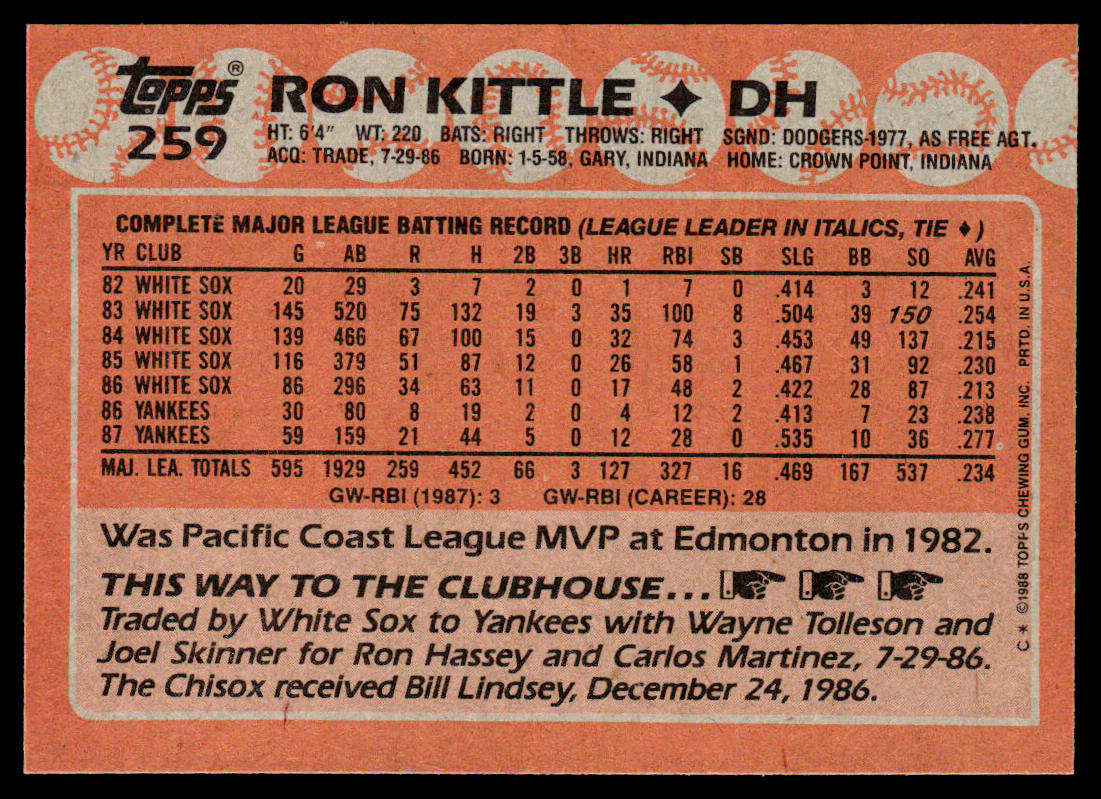 Topps® RON KITTLE ✦ DH
259 HT: 6'4" WT: 220 BATS: RIGHT THROWS: RIGHT SGND: DODGERS-1977, AS FREE AGT.
ACQ: TRADE, 7-29-86 BORN: 1-5-58, GARY, INDIANA HOME: CROWN POINT, INDIANA
COMPLETE MAJOR LEAGUE BATTING RECORD (LEAGUE LEADER IN ITALICS, TIE ♦)
YR CLUB G AB R H 2B 3B HR RBI SB SLG BB SO AVG
82 WHITE SOX 20 29 3 7 2 0 1 7 0 .414 3 12 .241
83 WHITE SOX 145 520 75 132 19 3 35 100 8 .504 39 150 .254
84 WHITE SOX 139 466 67 100 15 0 32 74 3 .453 49 137 .215
85 WHITE SOX 116 379 51 87 12 0 26 58 1 .467 31 92 .230
86 WHITE SOX 86 296 34 63 11 0 17 48 2 .422 28 87 .213
86 YANKEES 30 80 8 19 2 0 4 12 2 .413 7 23 .238
87 YANKEES 59 159 21 44 5 0 12 28 0 .535 10 36 .277
MAJ. LEA. TOTALS 595 1929 259 452 66 3 127 327 16 .469 167 537 .234
GW-RBI (1987): 3 GW-RBI (CAREER): 28
Was Pacific Coast League MVP at Edmonton in 1982.
THIS WAY TO THE CLUBHOUSE...
Traded by White Sox to Yankees with Wayne Tolleson and
Joel Skinner for Ron Hassey and Carlos Martinez, 7-29-86.
The Chisox received Bill Lindsey, December 24, 1986.
C * ©1988 TOPPS CHEWING GUM, INC. PRTD. IN U.S.A.